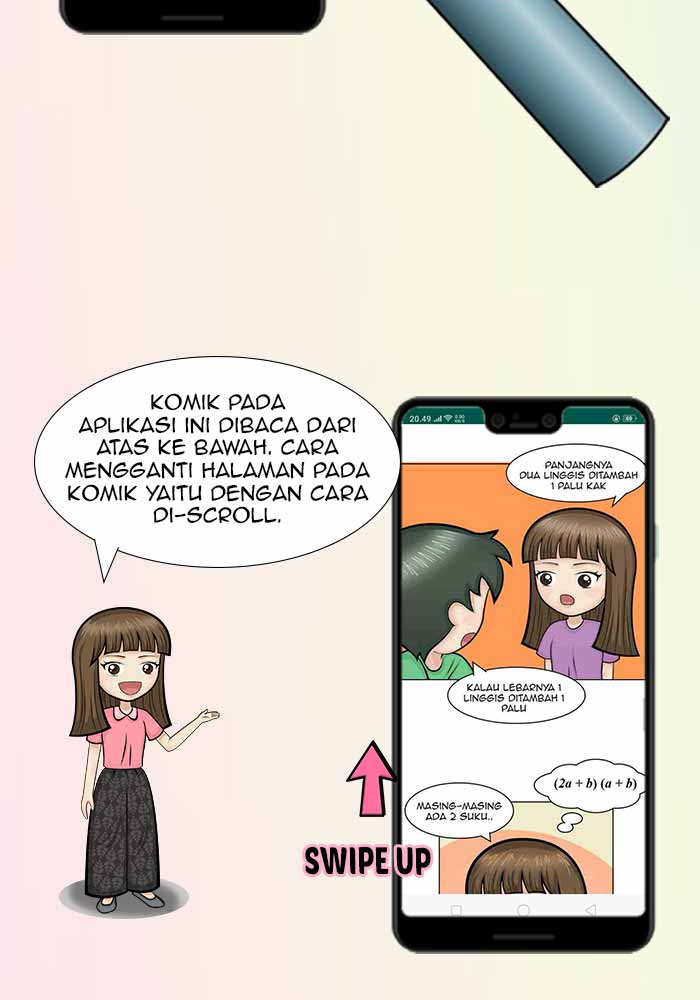 KOMIK PADA
APLIKASI INI DIBACA DARI
ATAS KE BAWAH. CARA
MENGGANTI HALAMAN PADA
KOMIK YAITU DENGAN CARA
DI-SCROLL.
20.49
PANJANGNYA
DUA LINGGIS DITAMBAH
1 PALU KAK
KALAU LEBARNYA 1
LINGGIS DITAMBAH 1
PALU
(2a + b) (a + b)
MASING-MASING
ADA 2 SUKU..
SWIPE UP